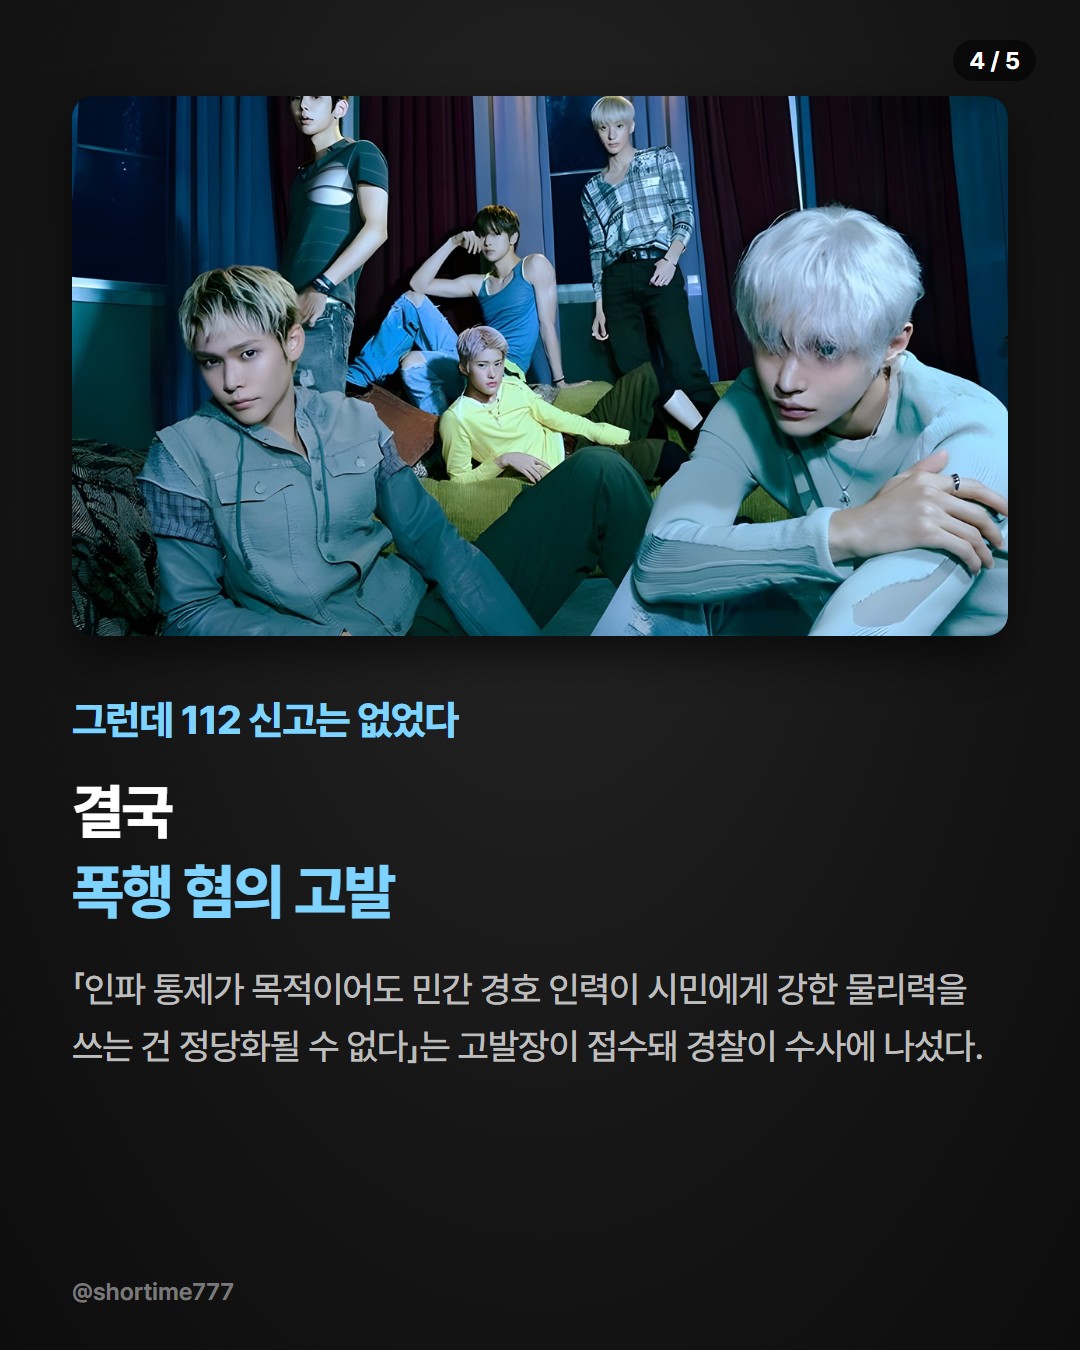 4 / 5
그런데 112 신고는 없었다
결국
폭행 혐의 고발
「인파 통제가 목적이어도 민간 경호 인력이 시민에게 강한 물리력을
쓰는 건 정당화될 수 없다」는 고발장이 접수돼 경찰이 수사에 나섰다.
@shortime777